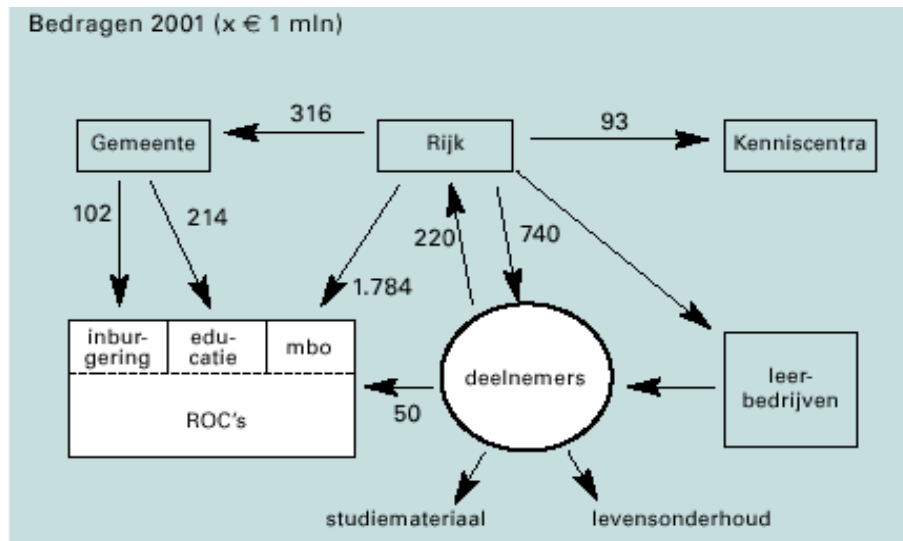 Bedragen 2001 (x € 1 mln)
316
93
Gemeente
Rijk
Kenniscentra
102
214
220
740
1.784
inbur-
gering
edu-
catie
mbo
deelnemers
leer-
bedrijven
50
ROC's
studiemateriaal
levensonderhoud